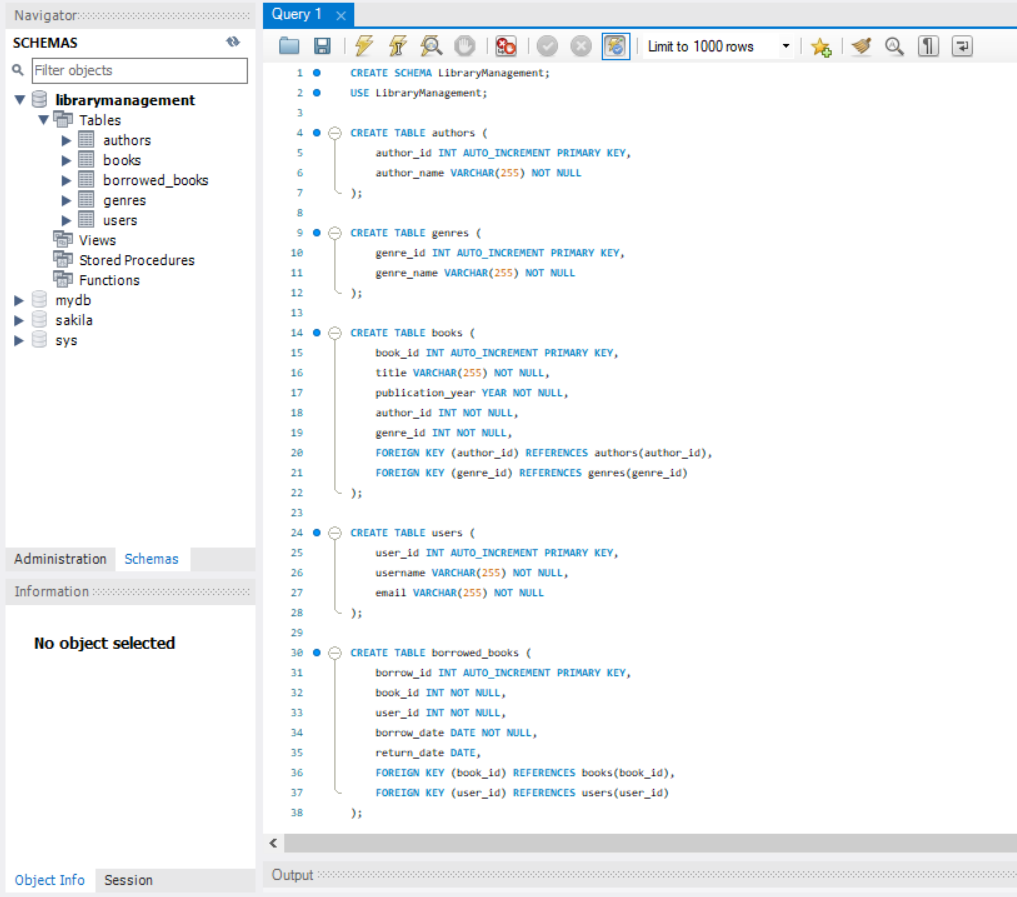 Navigator
SCHEMAS
Filter objects
librarymanagement
Tables
authors
books
borrowed_books
genres
users
Views
Stored Procedures
Functions
mydb
sakila
sys
Administration Schemas
Information
No object selected
Object Info Session
Query 1
Limit to 1000 rows
1 CREATE SCHEMA LibraryManagement;
2 USE LibraryManagement;
3
4 CREATE TABLE authors (
5 author_id INT AUTO_INCREMENT PRIMARY KEY,
6 author_name VARCHAR(255) NOT NULL
7 );
8
9 CREATE TABLE genres (
10 genre_id INT AUTO_INCREMENT PRIMARY KEY,
11 genre_name VARCHAR(255) NOT NULL
12 );
13
14 CREATE TABLE books (
15 book_id INT AUTO_INCREMENT PRIMARY KEY,
16 title VARCHAR(255) NOT NULL,
17 publication_year YEAR NOT NULL,
18 author_id INT NOT NULL,
19 genre_id INT NOT NULL,
20 FOREIGN KEY (author_id) REFERENCES authors(author_id),
21 FOREIGN KEY (genre_id) REFERENCES genres(genre_id)
22 );
23
24 CREATE TABLE users (
25 user_id INT AUTO_INCREMENT PRIMARY KEY,
26 username VARCHAR(255) NOT NULL,
27 email VARCHAR(255) NOT NULL
28 );
29
30 CREATE TABLE borrowed_books (
31 borrow_id INT AUTO_INCREMENT PRIMARY KEY,
32 book_id INT NOT NULL,
33 user_id INT NOT NULL,
34 borrow_date DATE NOT NULL,
35 return_date DATE,
36 FOREIGN KEY (book_id) REFERENCES books(book_id),
37 FOREIGN KEY (user_id) REFERENCES users(user_id)
38 );
Output